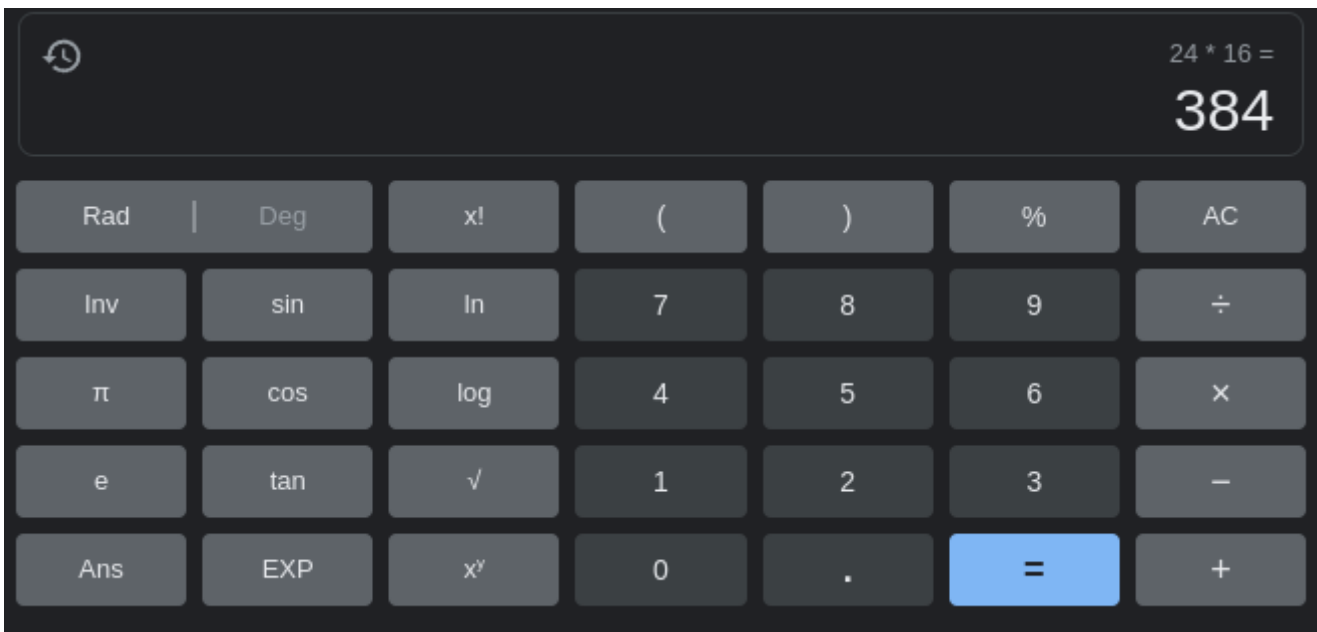 24 * 16 =
384
Rad | Deg x! ( ) % AC
Inv sin ln 7 8 9 ÷
π cos log 4 5 6 ×
e tan √ 1 2 3 −
Ans EXP xʸ 0 . = +